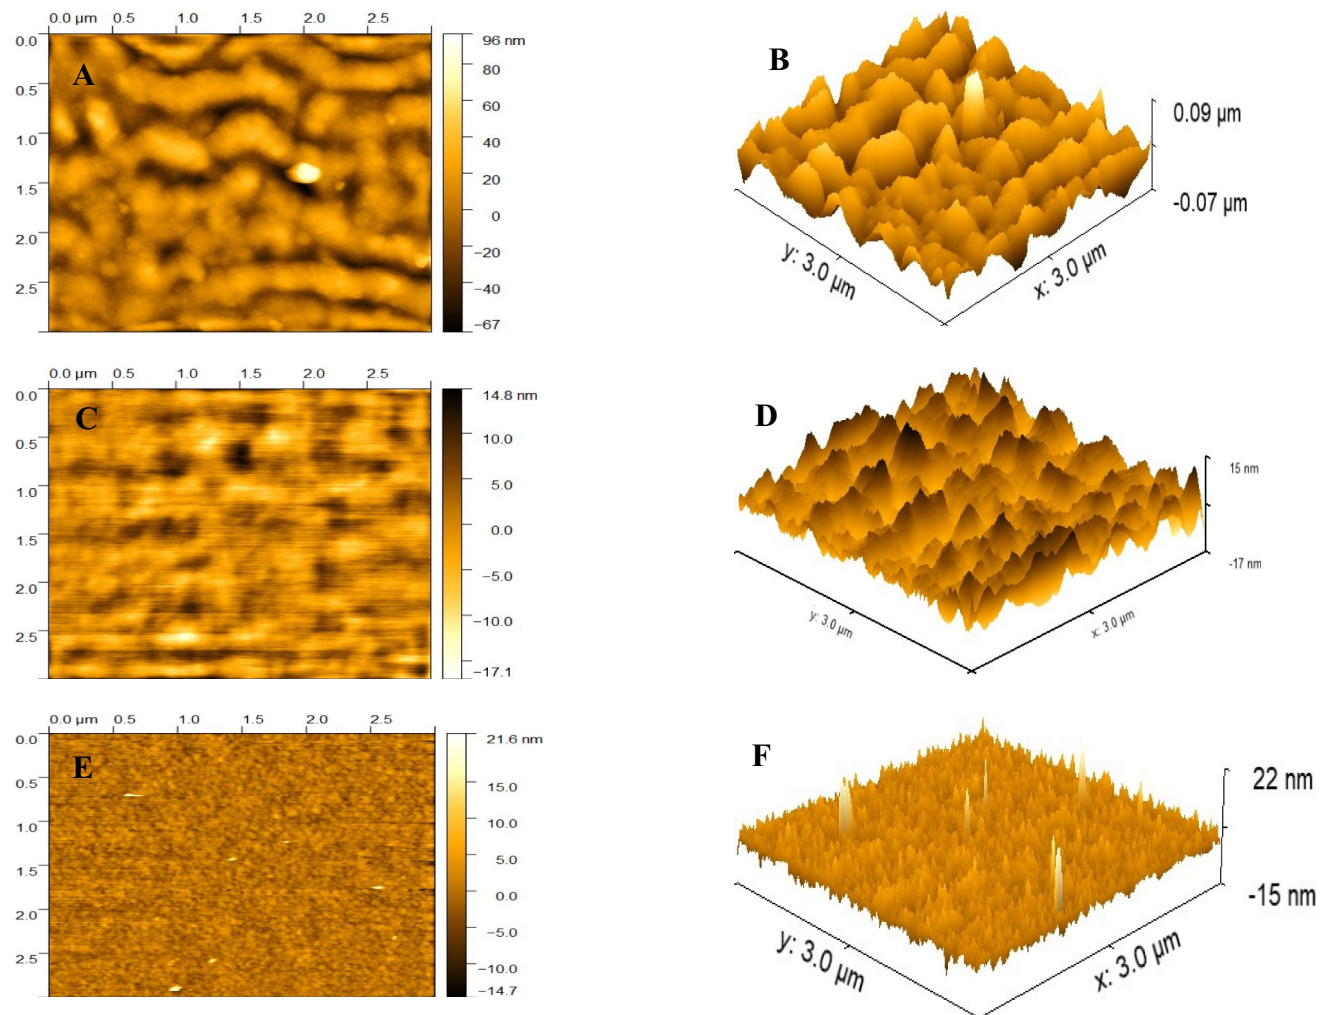 0.0 µm 0.5 1.0 1.5 2.0 2.5
0.0
0.5
1.0
1.5
2.0
2.5
A
96 nm
80
60
40
20
0
−20
−40
−67
B
0.09 µm
-0.07 µm
y: 3.0 µm
x: 3.0 µm
0.0 µm 0.5 1.0 1.5 2.0 2.5
0.0
0.5
1.0
1.5
2.0
2.5
C
14.8 nm
10.0
5.0
0.0
−5.0
−10.0
−17.1
D
15 nm
-17 nm
y: 3.0 µm
x: 3.0 µm
0.0 µm 0.5 1.0 1.5 2.0 2.5
0.0
0.5
1.0
1.5
2.0
2.5
E
21.6 nm
15.0
10.0
5.0
0.0
−5.0
−10.0
−14.7
F
22 nm
-15 nm
y: 3.0 µm
x: 3.0 µm